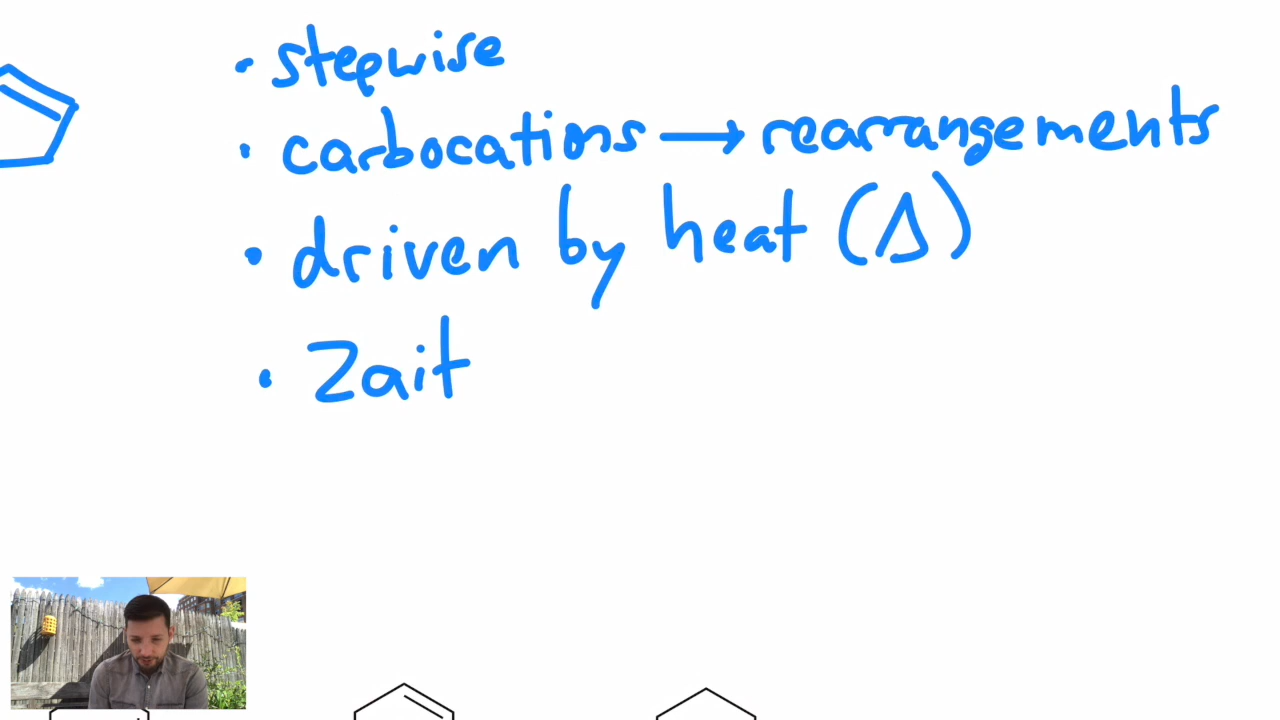 • stepwise
• carbocations → rearrangements
• driven by heat (Δ)
• Zait